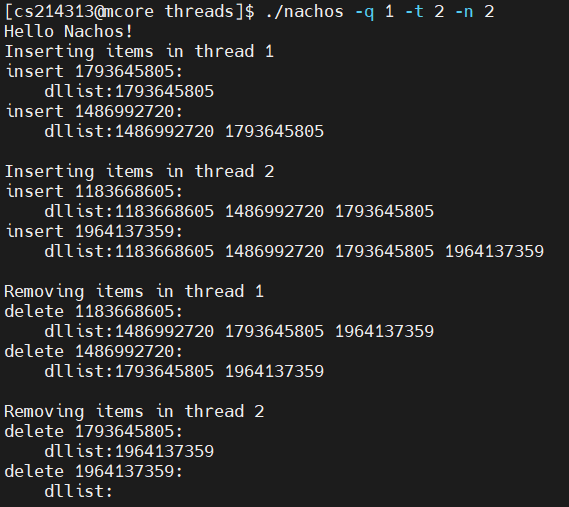 [cs214313@mcore threads]$ ./nachos -q 1 -t 2 -n 2
Hello Nachos!
Inserting items in thread 1
insert 1793645805:
    dllist:1793645805
insert 1486992720:
    dllist:1486992720 1793645805

Inserting items in thread 2
insert 1183668605:
    dllist:1183668605 1486992720 1793645805
insert 1964137359:
    dllist:1183668605 1486992720 1793645805 1964137359

Removing items in thread 1
delete 1183668605:
    dllist:1486992720 1793645805 1964137359
delete 1486992720:
    dllist:1793645805 1964137359

Removing items in thread 2
delete 1793645805:
    dllist:1964137359
delete 1964137359:
    dllist: